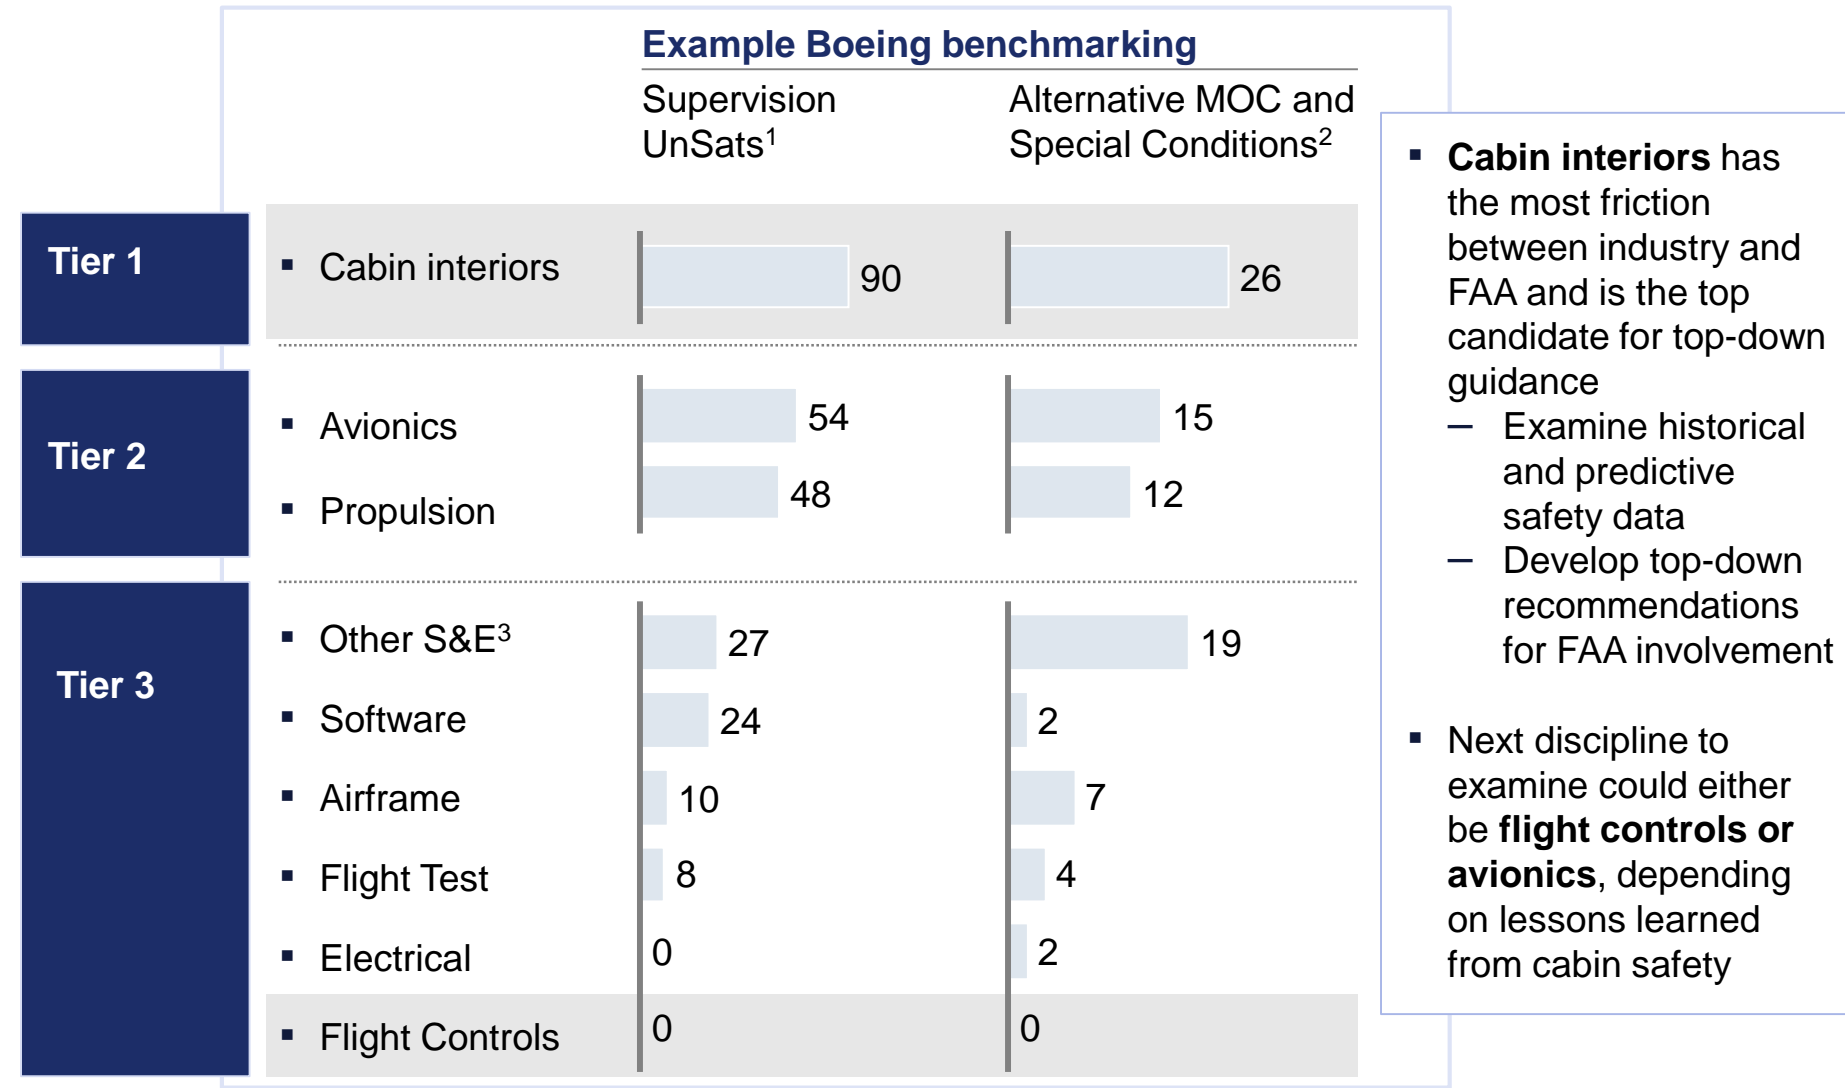 Example Boeing benchmarking
Supervision
UnSats1
Alternative MOC and
Special Conditions2
Tier 1
▪ Cabin interiors
90
26
Tier 2
▪ Avionics
54
15
▪ Propulsion
48
12
Tier 3
▪ Other S&E3
27
19
▪ Software
24
2
▪ Airframe
10
7
▪ Flight Test
8
4
▪ Electrical
0
2
▪ Flight Controls
0
0
▪ Cabin interiors has
the most friction
between industry and
FAA and is the top
candidate for top-down
guidance
– Examine historical
and predictive
safety data
– Develop top-down
recommendations
for FAA involvement
▪ Next discipline to
examine could either
be flight controls or
avionics, depending
on lessons learned
from cabin safety